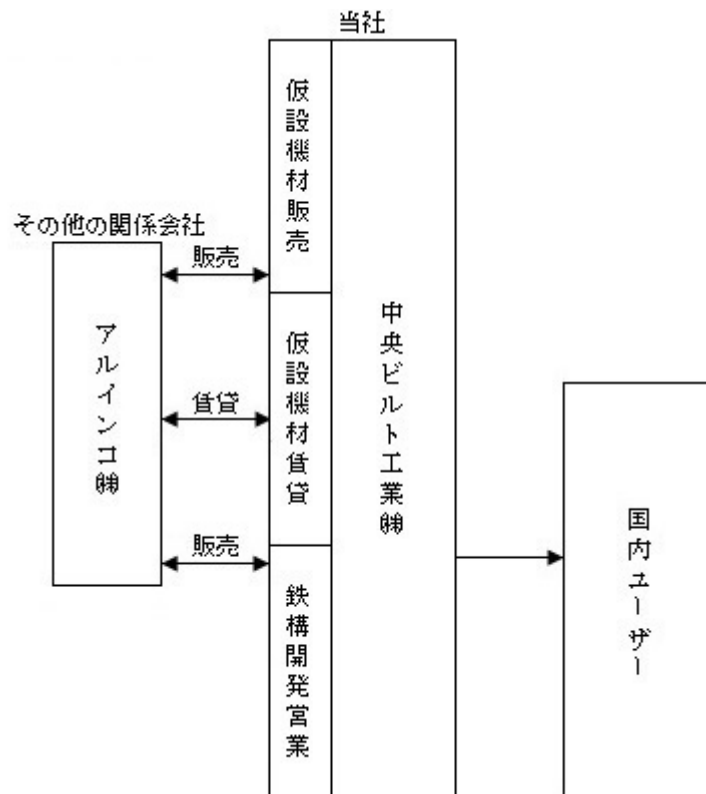 当社
仮設機材販売
その他の関係会社
販売
アルインコ㈱
仮設機材賃貸
中央ビルト工業㈱
賃貸
販売
国内ユーザー
鉄構開発営業